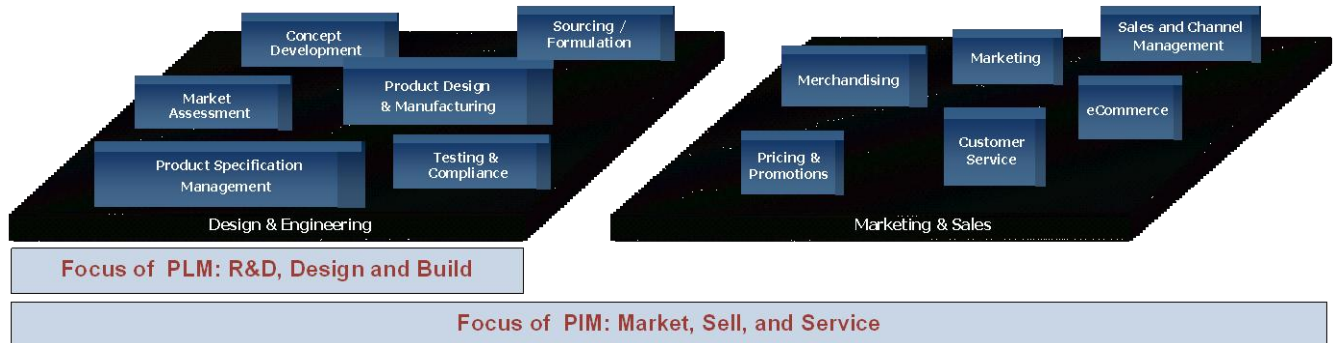 Concept
Development
Sourcing /
Formulation
Market
Assessment
Product Design
& Manufacturing
Product Specification
Management
Testing &
Compliance
Design & Engineering
Sales and Channel
Management
Marketing
Merchandising
eCommerce
Customer
Service
Pricing &
Promotions
Marketing & Sales
Focus of PLM: R&D, Design and Build
Focus of PIM: Market, Sell, and Service